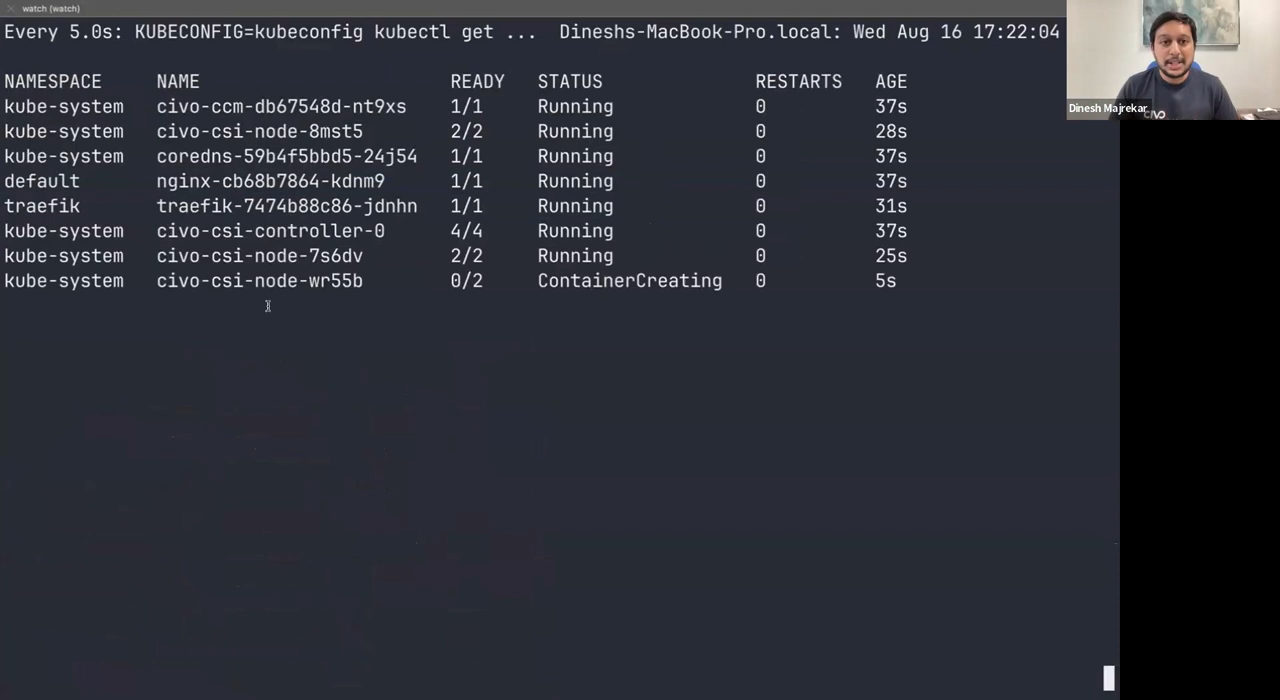 watch (watch)
Every 5.0s: KUBECONFIG=kubeconfig kubectl get ... Dineshs-MacBook-Pro.local: Wed Aug 16 17:22:04
NAMESPACE NAME READY STATUS RESTARTS AGE
kube-system civo-ccm-db67548d-nt9xs 1/1 Running 0 37s
kube-system civo-csi-node-8mst5 2/2 Running 0 28s
kube-system coredns-59b4f5bbd5-24j54 1/1 Running 0 37s
default nginx-cb68b7864-kdnm9 1/1 Running 0 37s
traefik traefik-7474b88c86-jdnhn 1/1 Running 0 31s
kube-system civo-csi-controller-0 4/4 Running 0 37s
kube-system civo-csi-node-7s6dv 2/2 Running 0 25s
kube-system civo-csi-node-wr55b 0/2 ContainerCreating 0 5s
Dinesh Majrekar
CIVO